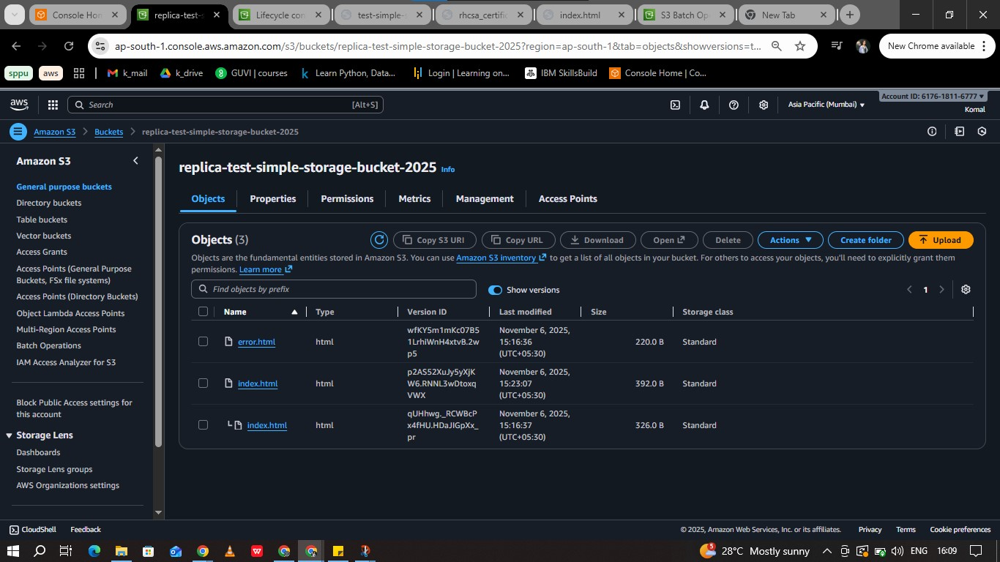 Console Hon
replica-test-s
Lifecycle con
test-simple-s
rhcsa_certific
index.html
S3 Batch Op
New Tab
ap-south-1.console.aws.amazon.com/s3/buckets/replica-test-simple-storage-bucket-2025?region=ap-south-1&tab=objects&showversions=t...
New Chrome available
sppu
aws
k_mail
k_drive
GUVI | courses
Learn Python, Data...
Login | Learning on...
IBM SkillsBuild
Console Home | Co...
aws
Search
[Alt+S]
Asia Pacific (Mumbai)
Account ID: 6176-1811-6777
Komal
Amazon S3
Buckets
replica-test-simple-storage-bucket-2025
Amazon S3
General purpose buckets
Directory buckets
Table buckets
Vector buckets
Access Grants
Access Points (General Purpose
Buckets, FSx file systems)
Access Points (Directory Buckets)
Object Lambda Access Points
Multi-Region Access Points
Batch Operations
IAM Access Analyzer for S3
Block Public Access settings for
this account
Storage Lens
Dashboards
Storage Lens groups
AWS Organizations settings
replica-test-simple-storage-bucket-2025 Info
Objects
Properties
Permissions
Metrics
Management
Access Points
Objects (3)
Copy S3 URI
Copy URL
Download
Open
Delete
Actions
Create folder
Upload
Objects are the fundamental entities stored in Amazon S3. You can use Amazon S3 inventory to get a list of all objects in your bucket. For others to access your objects, you'll need to explicitly grant them
permissions. Learn more
Find objects by prefix
Show versions
1
Name
Type
Version ID
Last modified
Size
Storage class
error.html
html
wfKY5m1mKc07B5
1LrhiWnH4xtvB.2w
p5
November 6, 2025,
15:16:36
(UTC+05:30)
220.0 B
Standard
index.html
html
p2AS52XuJy5yXjK
W6.RNNL3wDtoxq
VWX
November 6, 2025,
15:23:07
(UTC+05:30)
392.0 B
Standard
index.html
html
qUHhwg._RCWBcP
x4fHU.HDaJIGpXx_
pr
November 6, 2025,
15:16:37
(UTC+05:30)
326.0 B
Standard
CloudShell
Feedback
© 2025, Amazon Web Services, Inc. or its affiliates.
Privacy
Terms
Cookie preferences
5
28°C Mostly sunny
ENG
16:09